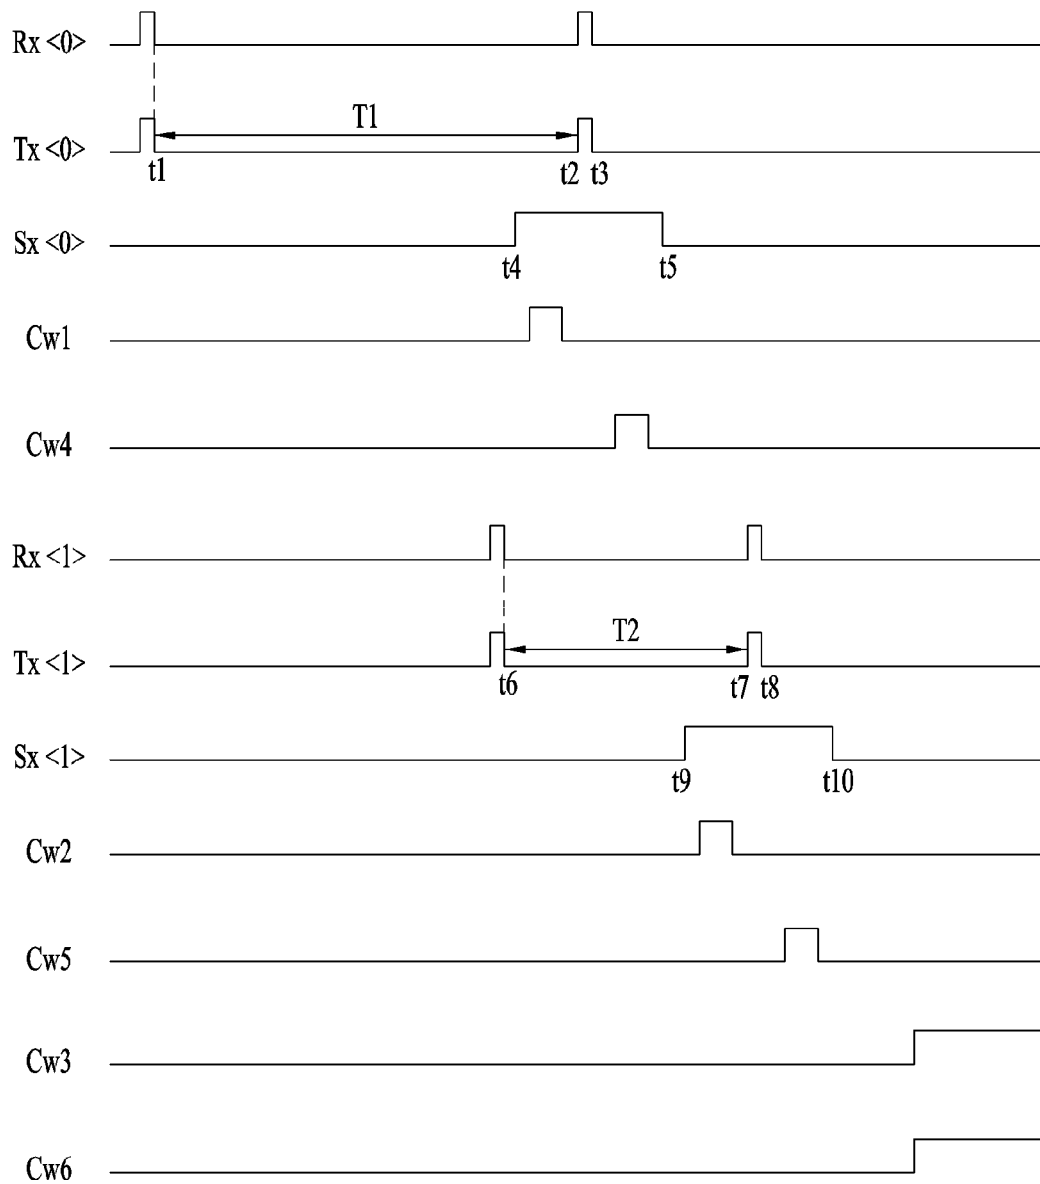 Rx <0>
T1
Tx <0>
t1 t2 t3
Sx <0>
t4 t5
Cw1
Cw4
Rx <1>
T2
Tx <1>
t6 t7 t8
Sx <1>
t9 t10
Cw2
Cw5
Cw3
Cw6